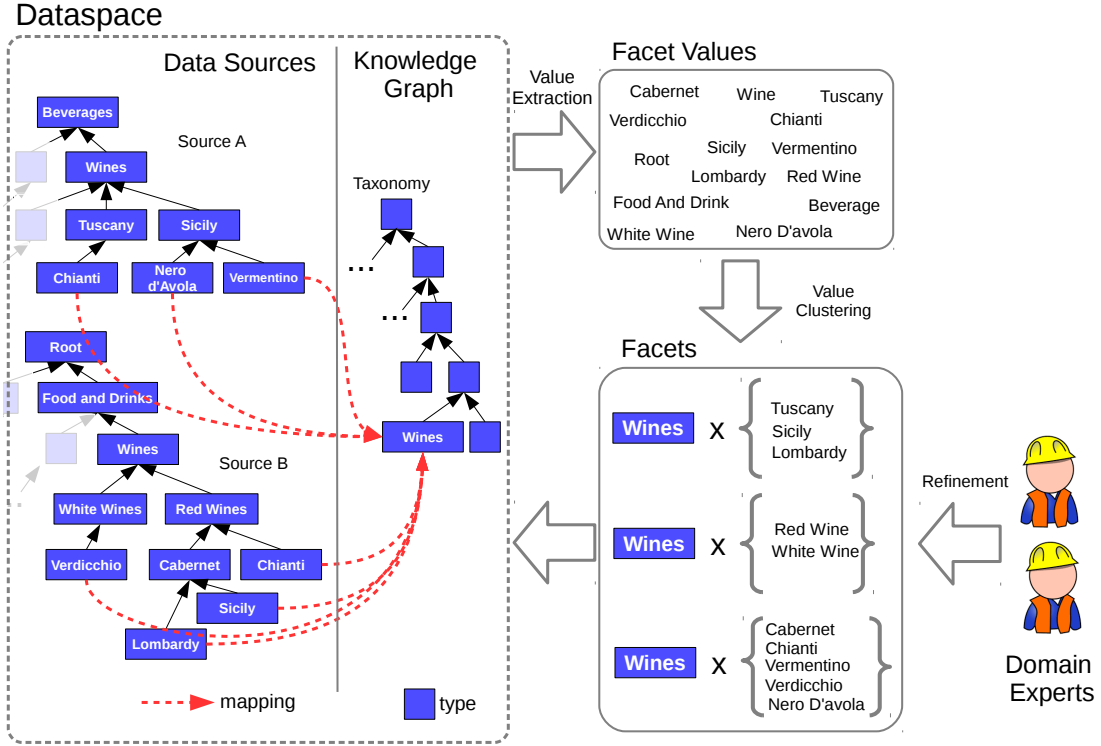 Dataspace
Data Sources
Knowledge
Graph
Beverages
Source A
Wines
Tuscany
Sicily
Chianti
Nero
d'Avola
Vermentino
Root
Food and Drinks
Wines
Source B
White Wines
Red Wines
Verdicchio
Cabernet
Chianti
Sicily
Lombardy
mapping
Taxonomy
...
...
Wines
type
Value
Extraction
Facet Values
Cabernet
Wine
Tuscany
Verdicchio
Chianti
Root
Sicily
Vermentino
Lombardy
Red Wine
Food And Drink
Beverage
White Wine
Nero D'avola
Value
Clustering
Facets
Wines x
Tuscany
Sicily
Lombardy
Wines x
Red Wine
White Wine
Wines x
Cabernet
Chianti
Vermentino
Verdicchio
Nero D'avola
Refinement
Domain
Experts